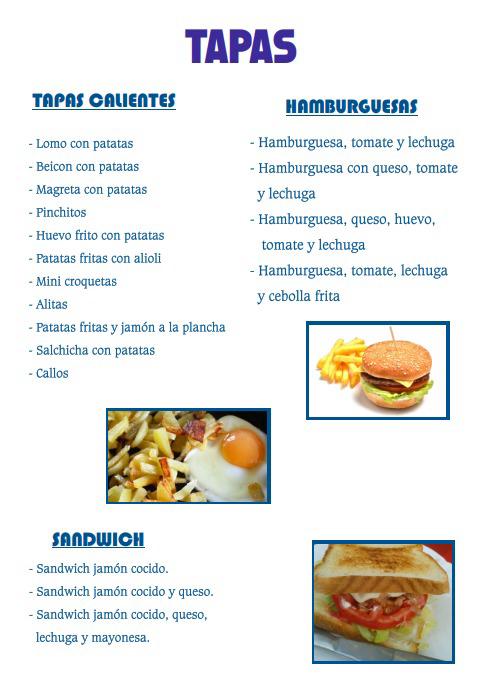 TAPAS
TAPAS CALIENTES
- Lomo con patatas
- Beicon con patatas
- Magreta con patatas
- Pinchitos
- Huevo frito con patatas
- Patatas fritas con alioli
- Mini croquetas
- Alitas
- Patatas fritas y jamón a la plancha
- Salchicha con patatas
- Callos
HAMBURGUESAS
- Hamburguesa, tomate y lechuga
- Hamburguesa con queso, tomate
y lechuga
- Hamburguesa, queso, huevo,
tomate y lechuga
- Hamburguesa, tomate, lechuga
y cebolla frita
SANDWICH
- Sandwich jamón cocido.
- Sandwich jamón cocido y queso.
- Sandwich jamón cocido, queso,
lechuga y mayonesa.